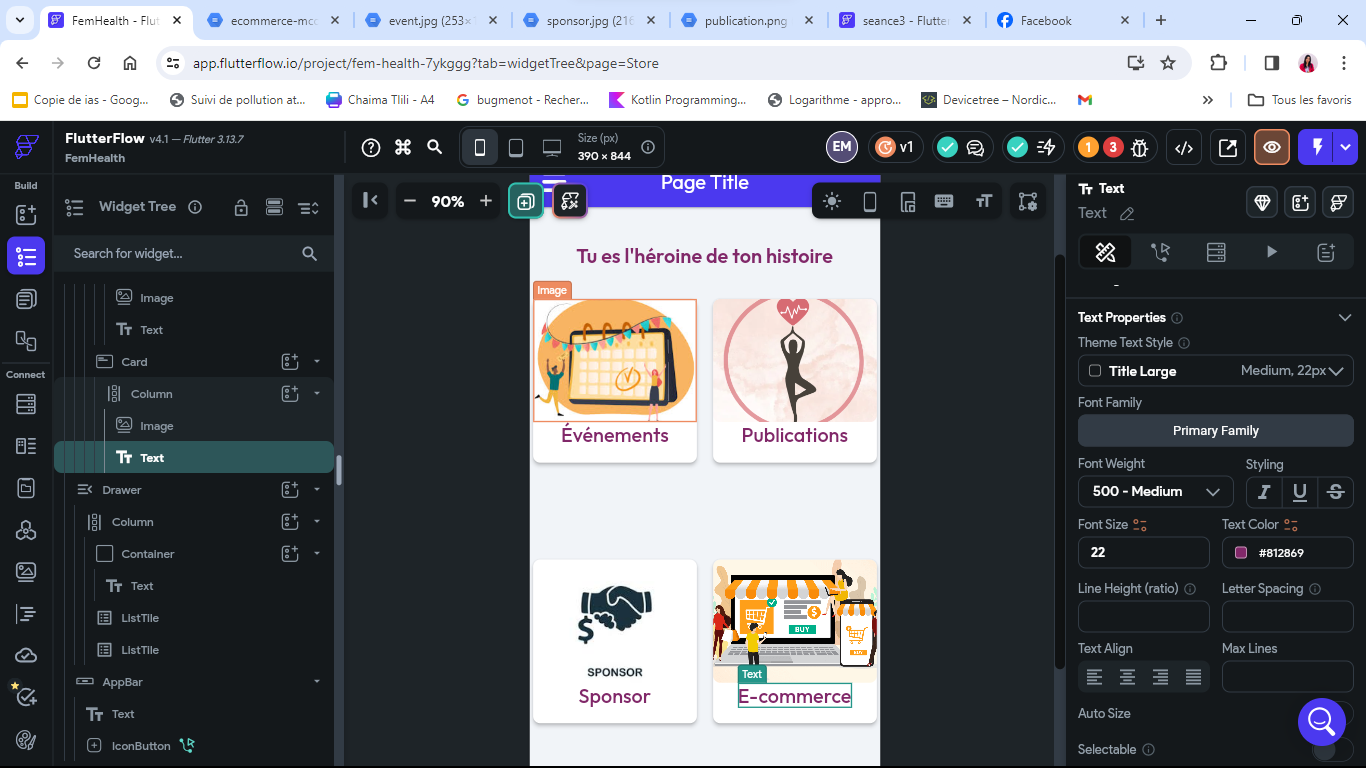 FemHealth - Flut
ecommerce-mc
event.jpg (253×
sponsor.jpg (216
publication.png
seance3 - Flutte
Facebook
app.flutterflow.io/project/fem-health-7ykggg?tab=widgetTree&page=Store
Copie de ias - Goog...
Suivi de pollution at...
Chaima Tlili - A4
bugmenot - Recher...
Kotlin Programming...
Logarithme - appro...
Devicetree – Nordic...
Tous les favoris
FlutterFlow v4.1 — Flutter 3.13.7
FemHealth
Size (px)
390 × 844
EM
v1
1
3
Build
Connect
Widget Tree
Search for widget...
Image
Text
Card
Column
Image
Text
Drawer
Column
Container
Text
ListTile
ListTile
AppBar
Text
IconButton
90%
Page Title
Tu es l'héroine de ton histoire
Image
Événements
Publications
SPONSOR
Sponsor
BUY
BUY
Text
E-commerce
Text
Text
Text Properties
Theme Text Style
Title Large
Medium, 22px
Font Family
Primary Family
Font Weight
Styling
500 - Medium
I U S
Font Size
Text Color
22
#812869
Line Height (ratio)
Letter Spacing
Text Align
Max Lines
Auto Size
Selectable